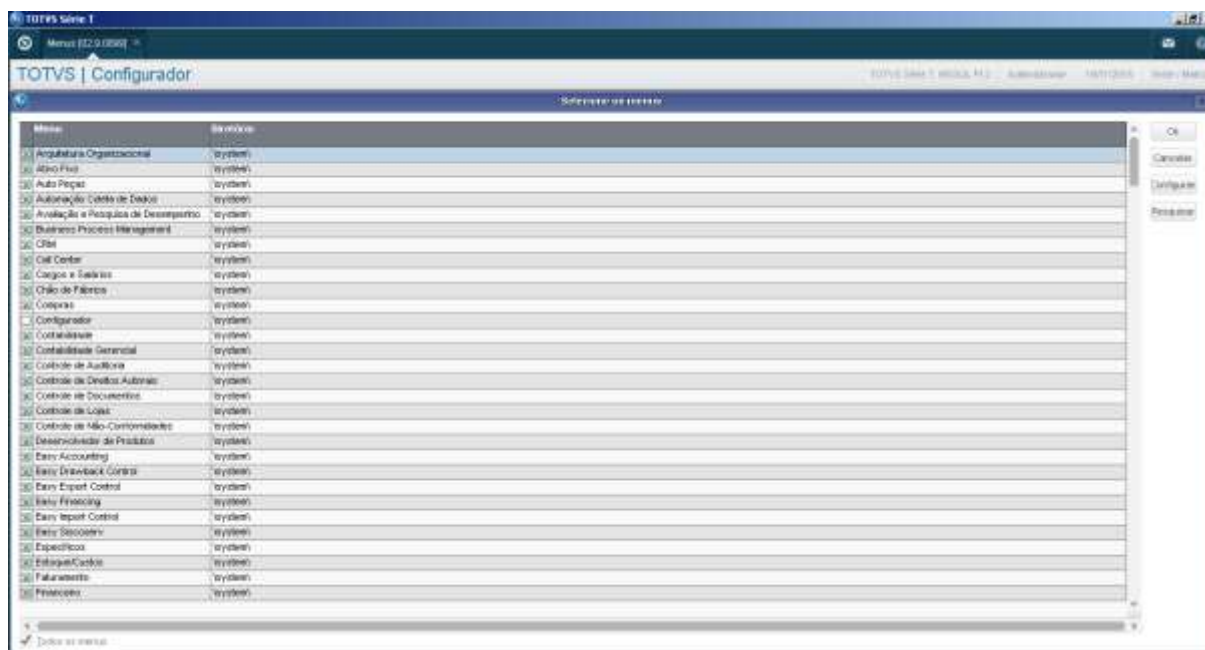 TOTVS Série T
Menus
TOTVS | Configurador
Selecione os menus
Menu Diretório
Ok
Arquitetura Organizacional \system\
Ativo Fixo \system\
Cancelar
Auto Peças \system\
Automação Coleta de Dados \system\
Configurar
Avaliação e Pesquisa de Desempenho \system\
Pesquisar
Business Process Management \system\
CRM \system\
Call Center \system\
Cargos e Salários \system\
Chão de Fábrica \system\
Compras \system\
Configurador \system\
Contabilidade \system\
Contabilidade Gerencial \system\
Controle de Auditoria \system\
Controle de Direitos Autorais \system\
Controle de Documentos \system\
Controle de Lojas \system\
Controle de Não-Conformidades \system\
Desenvolvedor de Produtos \system\
Easy Accounting \system\
Easy Drawback Control \system\
Easy Export Control \system\
Easy Financing \system\
Easy Import Control \system\
Easy Siscoserv \system\
Específicos \system\
Estoque/Custos \system\
Faturamento \system\
Financeiro \system\
Todos os menus